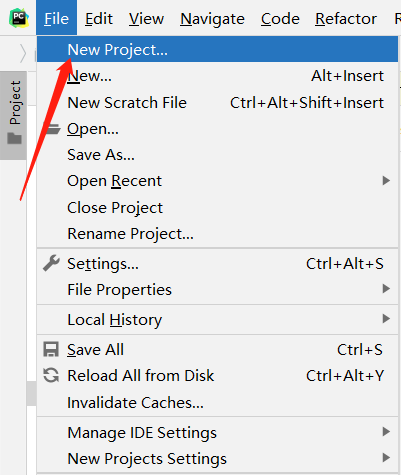 PC
File Edit View Navigate Code Refactor
Project
New Project...
New... Alt+Insert
New Scratch File Ctrl+Alt+Shift+Insert
Open...
Save As...
Open Recent
Close Project
Rename Project...
Settings... Ctrl+Alt+S
File Properties
Local History
Save All Ctrl+S
Reload All from Disk Ctrl+Alt+Y
Invalidate Caches...
Manage IDE Settings
New Projects Settings